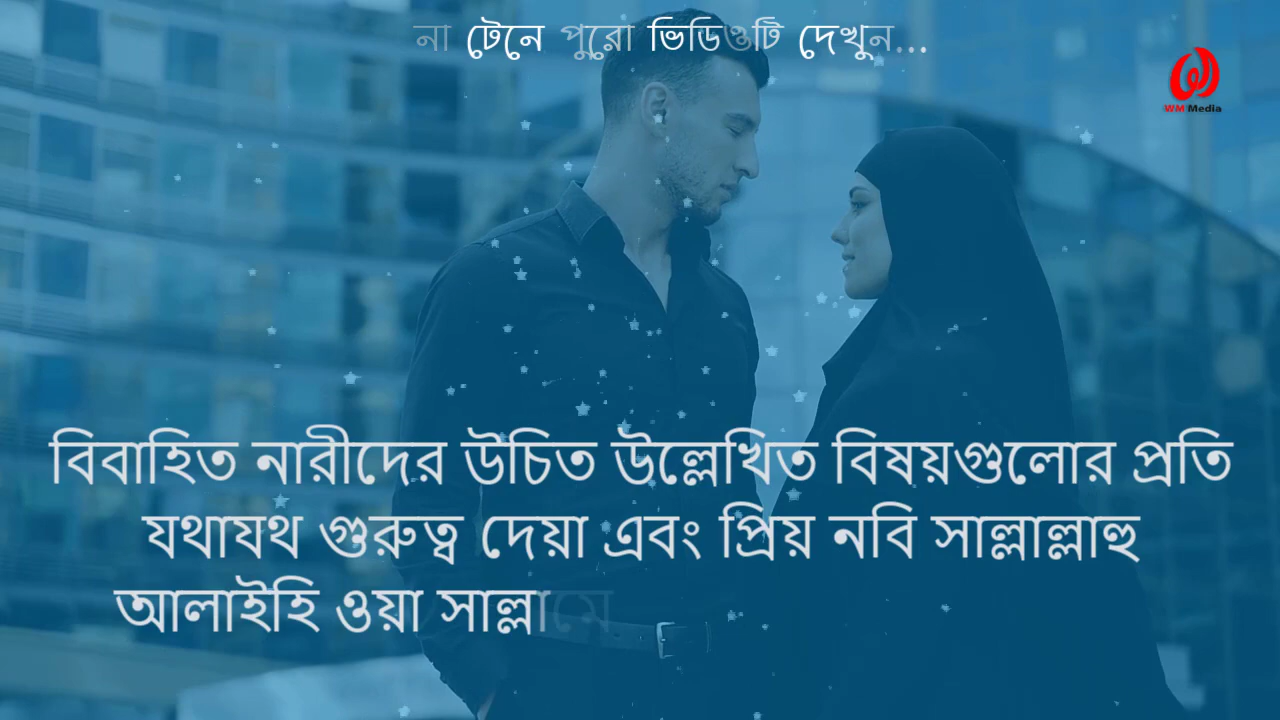 না টেনে পুরো ভিডিওটি দেখুন...
WM Media
বিবাহিত নারীদের উচিত উল্লেখিত বিষয়গুলোর প্রতি
যথাযথ গুরুত্ব দেয়া এবং প্রিয় নবি সাল্লাল্লাহু
আলাইহি ওয়া সাল্লামে